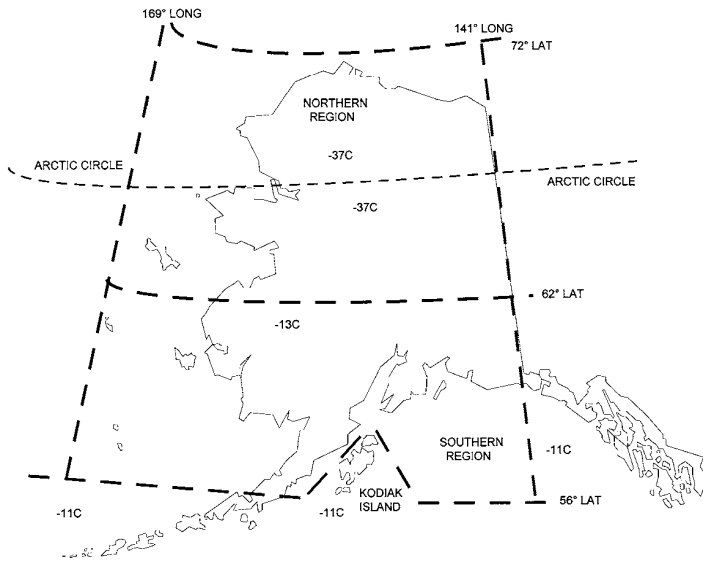 169° LONG
141° LONG
72° LAT
NORTHERN
REGION
-37C
ARCTIC CIRCLE
ARCTIC CIRCLE
-37C
62° LAT
-13C
SOUTHERN
REGION
-11C
KODIAK
ISLAND
56° LAT
-11C
-11C